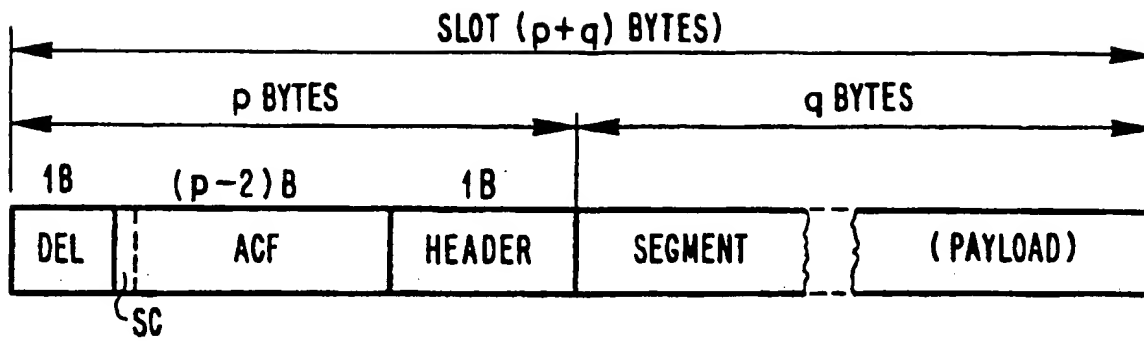 SLOT (p+q) BYTES)
p BYTES q BYTES
1B (p-2)B 1B
DEL ACF HEADER SEGMENT (PAYLOAD)
SC